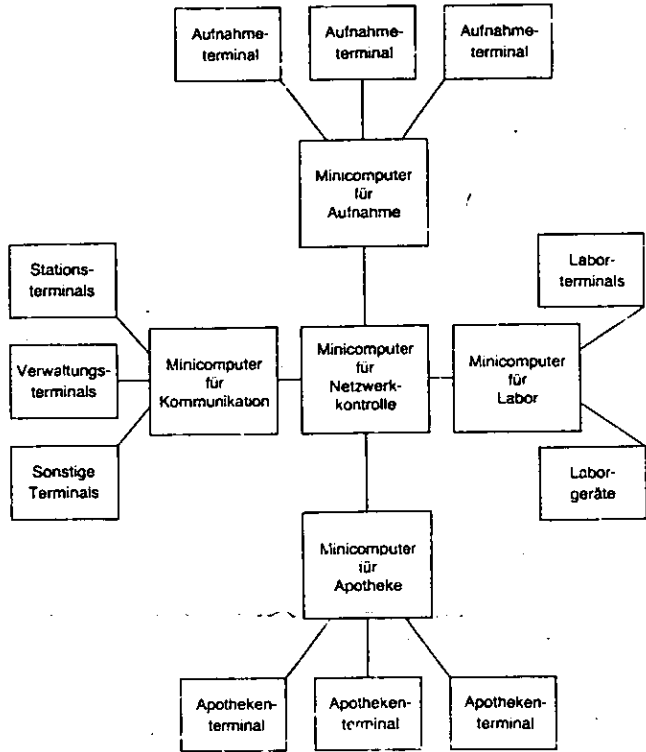 Aufnahme-
terminal
Aufnahme-
terminal
Aufnahme-
terminal
Minicomputer
für
Aufnahme
Stations-
terminals
Verwaltungs-
terminals
Sonstige
Terminals
Minicomputer
für
Kommunikation
Minicomputer
für
Netzwerk-
kontrolle
Minicomputer
für
Labor
Labor-
terminals
Labor-
geräte
Minicomputer
für
Apotheke
Apotheken-
terminal
Apotheken-
terminal
Apotheken-
terminal